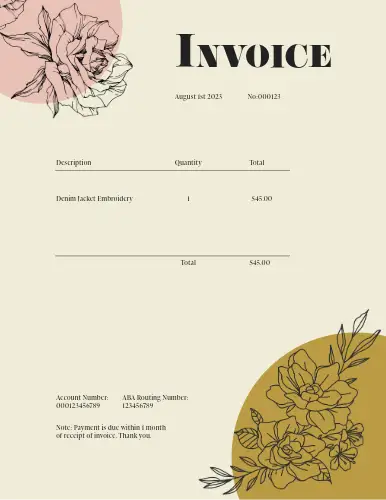 INVOICE
August 1st 2023 No:000123
Description Quantity Total
Denim Jacket Embroidery 1 $45.00
Total $45.00
Account Number: ABA Routing Number:
000123456789 123456789
Note: Payment is due within 1 month
of receipt of invoice. Thank you.